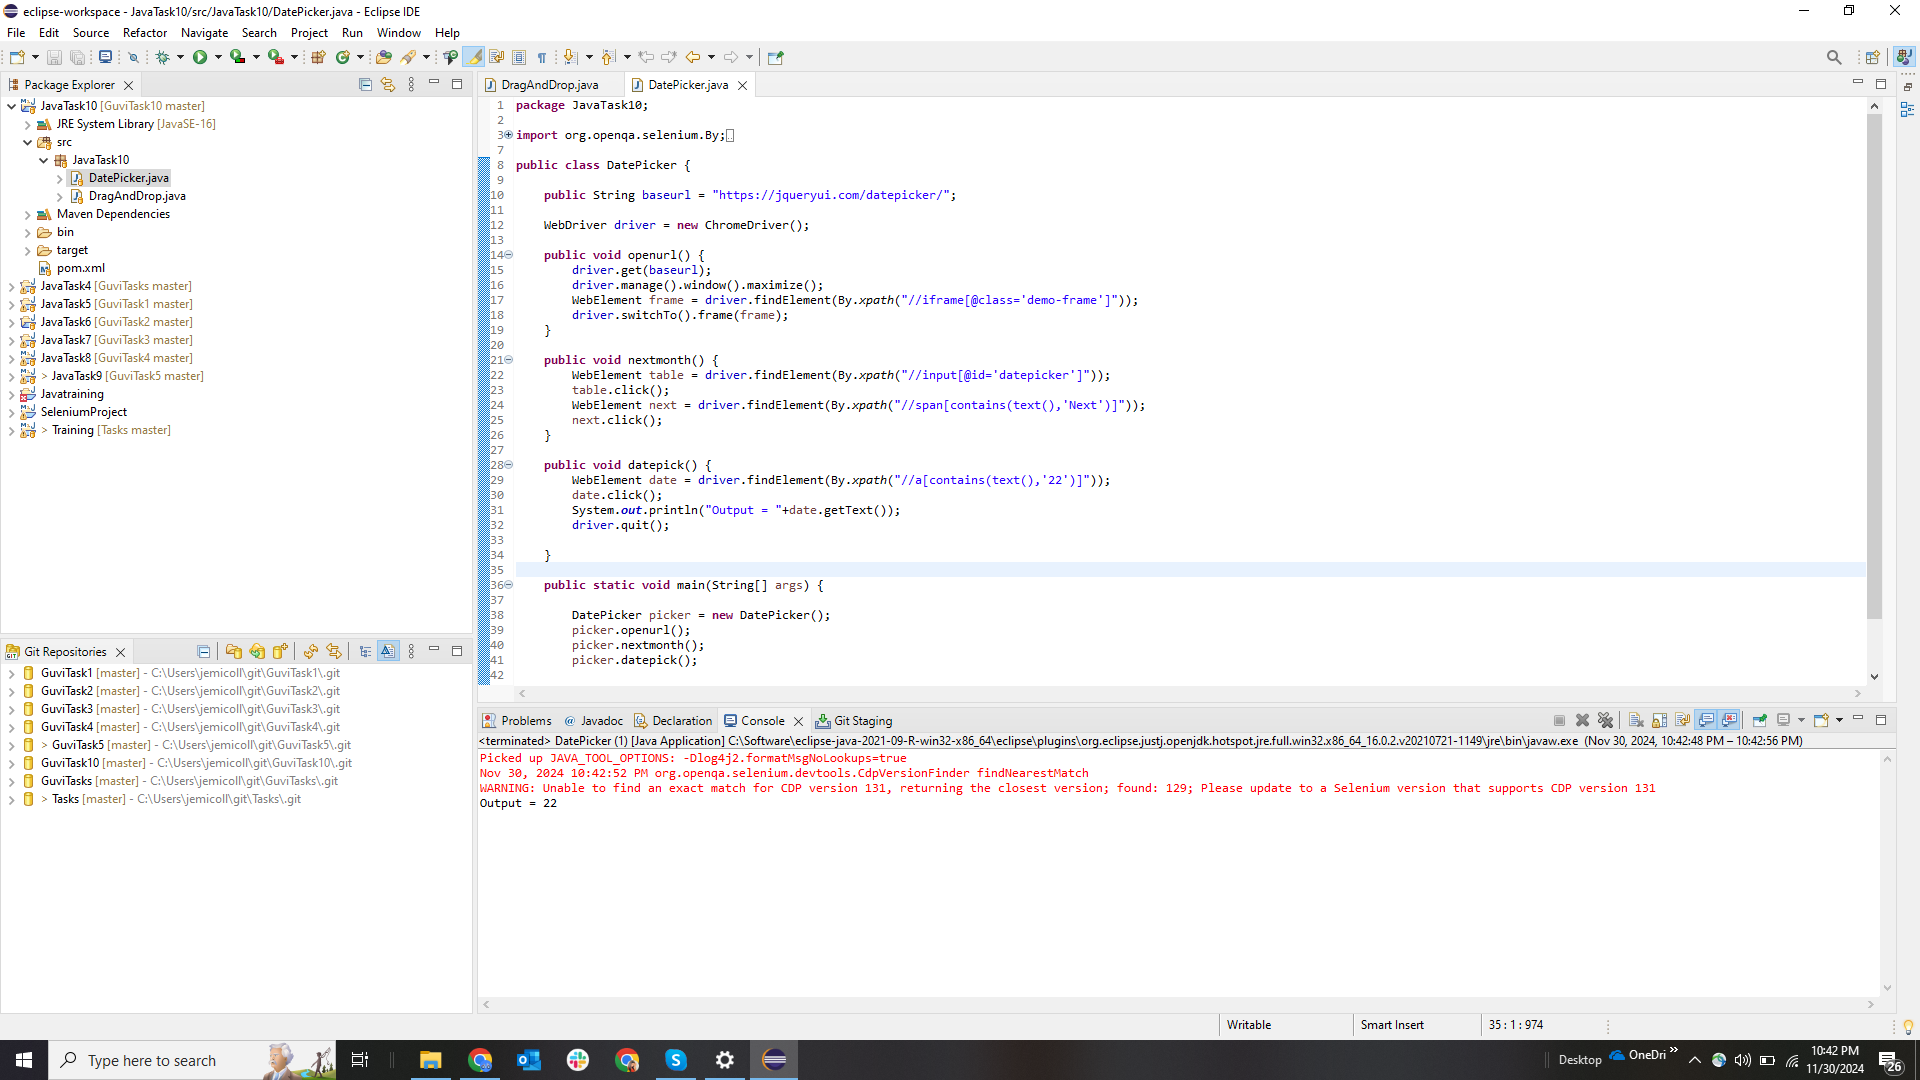 eclipse-workspace - JavaTask10/src/JavaTask10/DatePicker.java - Eclipse IDE
File Edit Source Refactor Navigate Search Project Run Window Help
Package Explorer
JavaTask10 [GuviTask10 master]
JRE System Library [JavaSE-16]
src
JavaTask10
DatePicker.java
DragAndDrop.java
Maven Dependencies
bin
target
pom.xml
JavaTask4 [GuviTasks master]
JavaTask5 [GuviTask1 master]
JavaTask6 [GuviTask2 master]
JavaTask7 [GuviTask3 master]
JavaTask8 [GuviTask4 master]
> JavaTask9 [GuviTask5 master]
Javatraining
SeleniumProject
> Training [Tasks master]
Git Repositories
GuviTask1 [master] - C:\Users\jemicoll\git\GuviTask1\.git
GuviTask2 [master] - C:\Users\jemicoll\git\GuviTask2\.git
GuviTask3 [master] - C:\Users\jemicoll\git\GuviTask3\.git
GuviTask4 [master] - C:\Users\jemicoll\git\GuviTask4\.git
> GuviTask5 [master] - C:\Users\jemicoll\git\GuviTask5\.git
GuviTask10 [master] - C:\Users\jemicoll\git\GuviTask10\.git
GuviTasks [master] - C:\Users\jemicoll\git\GuviTasks\.git
> Tasks [master] - C:\Users\jemicoll\git\Tasks\.git
DragAndDrop.java DatePicker.java
1 package JavaTask10;
2
3 import org.openqa.selenium.By;
7
8 public class DatePicker {
9
10 public String baseurl = "https://jqueryui.com/datepicker/";
11
12 WebDriver driver = new ChromeDriver();
13
14 public void openurl() {
15 driver.get(baseurl);
16 driver.manage().window().maximize();
17 WebElement frame = driver.findElement(By.xpath("//iframe[@class='demo-frame']"));
18 driver.switchTo().frame(frame);
19 }
20
21 public void nextmonth() {
22 WebElement table = driver.findElement(By.xpath("//input[@id='datepicker']"));
23 table.click();
24 WebElement next = driver.findElement(By.xpath("//span[contains(text(),'Next')]"));
25 next.click();
26 }
27
28 public void datepick() {
29 WebElement date = driver.findElement(By.xpath("//a[contains(text(),'22')]"));
30 date.click();
31 System.out.println("Output = "+date.getText());
32 driver.quit();
33
34 }
35
36 public static void main(String[] args) {
37
38 DatePicker picker = new DatePicker();
39 picker.openurl();
40 picker.nextmonth();
41 picker.datepick();
42
Problems Javadoc Declaration Console Git Staging
<terminated> DatePicker (1) [Java Application] C:\Software\eclipse-java-2021-09-R-win32-x86_64\eclipse\plugins\org.eclipse.justj.openjdk.hotspot.jre.full.win32.x86_64_16.0.2.v20210721-1149\jre\bin\javaw.exe (Nov 30, 2024, 10:42:48 PM – 10:42:56 PM)
Picked up JAVA_TOOL_OPTIONS: -Dlog4j2.formatMsgNoLookups=true
Nov 30, 2024 10:42:52 PM org.openqa.selenium.devtools.CdpVersionFinder findNearestMatch
WARNING: Unable to find an exact match for CDP version 131, returning the closest version; found: 129; Please update to a Selenium version that supports CDP version 131
Output = 22
Writable Smart Insert 35 : 1 : 974
Type here to search
Desktop OneDri
10:42 PM
11/30/2024
26